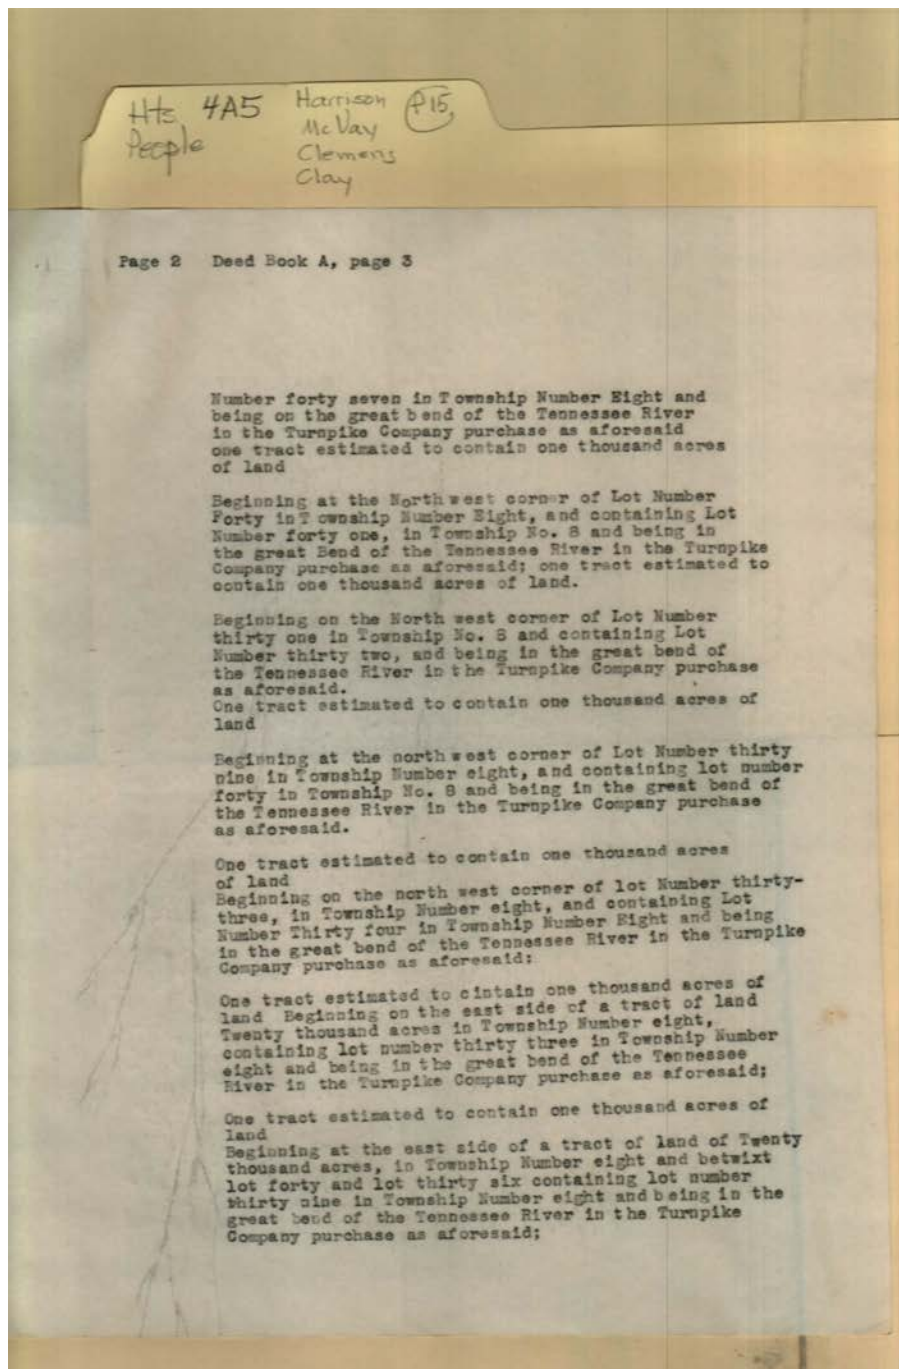 Hts 4A5 Harrison P15
People McVay
Clemens
Clay
Page 2 Deed Book A, page 3
Number forty seven in Township Number Eight and
being on the great bend of the Tennessee River
in the Turnpike Company purchase as aforesaid
one tract estimated to contain one thousand acres
of land
Beginning at the North west corner of Lot Number
Forty in Township Number Eight, and containing Lot
Number forty one, in Township No. 8 and being in
the great Bend of the Tennessee River in the Turnpike
Company purchase as aforesaid; one tract estimated to
contain one thousand acres of land.
Beginning on the North west corner of Lot Number
thirty one in Township No. 8 and containing Lot
Number thirty two, and being in the great bend of
the Tennessee River in the Turnpike Company purchase
as aforesaid.
One tract estimated to contain one thousand acres of
land
Beginning at the north west corner of Lot Number thirty
nine in Township Number eight, and containing lot number
forty in Township No. 8 and being in the great bend of
the Tennessee River in the Turnpike Company purchase
as aforesaid.
One tract estimated to contain one thousand acres
of land
Beginning on the north west corner of lot Number thirty-
three, in Township Number eight, and containing Lot
Number Thirty four in Township Number Eight and being
in the great bend of the Tennessee River in the Turnpike
Company purchase as aforesaid:
One tract estimated to cintain one thousand acres of
land Beginning on the east side of a tract of land
Twenty thousand acres in Township Number eight,
containing lot number thirty three in Township Number
eight and being in the great bend of the Tennessee
River in the Turnpike Company purchase as aforesaid;
One tract estimated to contain one thousand acres of
land
Beginning at the east side of a tract of land of Twenty
thousand acres, in Township Number eight and betwixt
lot forty and lot thirty six containing lot number
thirty nine in Township Number eight and being in the
great bend of the Tennessee River in the Turnpike
Company purchase as aforesaid;